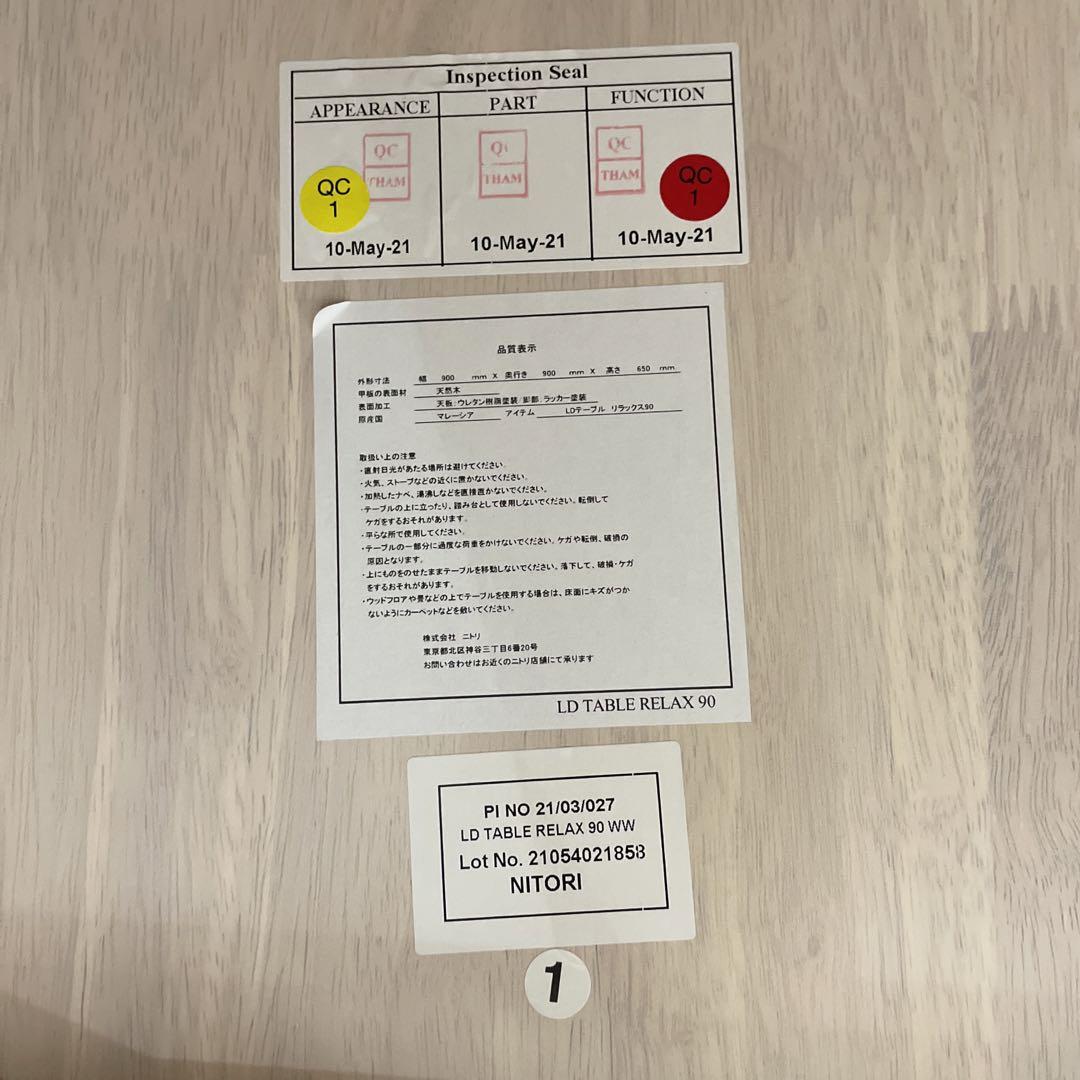 Inspection Seal
APPEARANCE PART FUNCTION
QC QC
THAM THAM THAM
QC
1
QC
1
10-May-21 10-May-21 10-May-21
品質表示
外形寸法 幅 900 mm X 奥行き 900 mm X 高さ 650 mm
甲板の表面材 天然木
表面加工 天板:ウレタン樹脂塗装/脚部:ラッカー塗装
原産国 マレーシア アイテム LDテーブル リラックス90
取扱い上の注意
・直射日光があたる場所は避けてください。
・火気、ストーブなどの近くに置かないでください。
・加熱したナベ、湯沸しなどを直接置かないでください。
・テーブルの上に立ったり、踏み台として使用しないでください。転倒して
ケガをするおそれがあります。
・平らな所で使用してください。
・テーブルの一部分に過度な荷重をかけないでください。ケガや転倒、破損の
原因となります。
・上にものをのせたままテーブルを移動しないでください。落下して、破損・ケガ
をするおそれがあります。
・ウッドフロアや畳などの上でテーブルを使用する場合は、床面にキズがつか
ないようにカーペットなどを敷いてください。
株式会社 ニトリ
東京都北区神谷三丁目6番20号
お問い合わせはお近くのニトリ店舗にて承ります
LD TABLE RELAX 90
PI NO 21/03/027
LD TABLE RELAX 90 WW
Lot No. 21054021858
NITORI
1